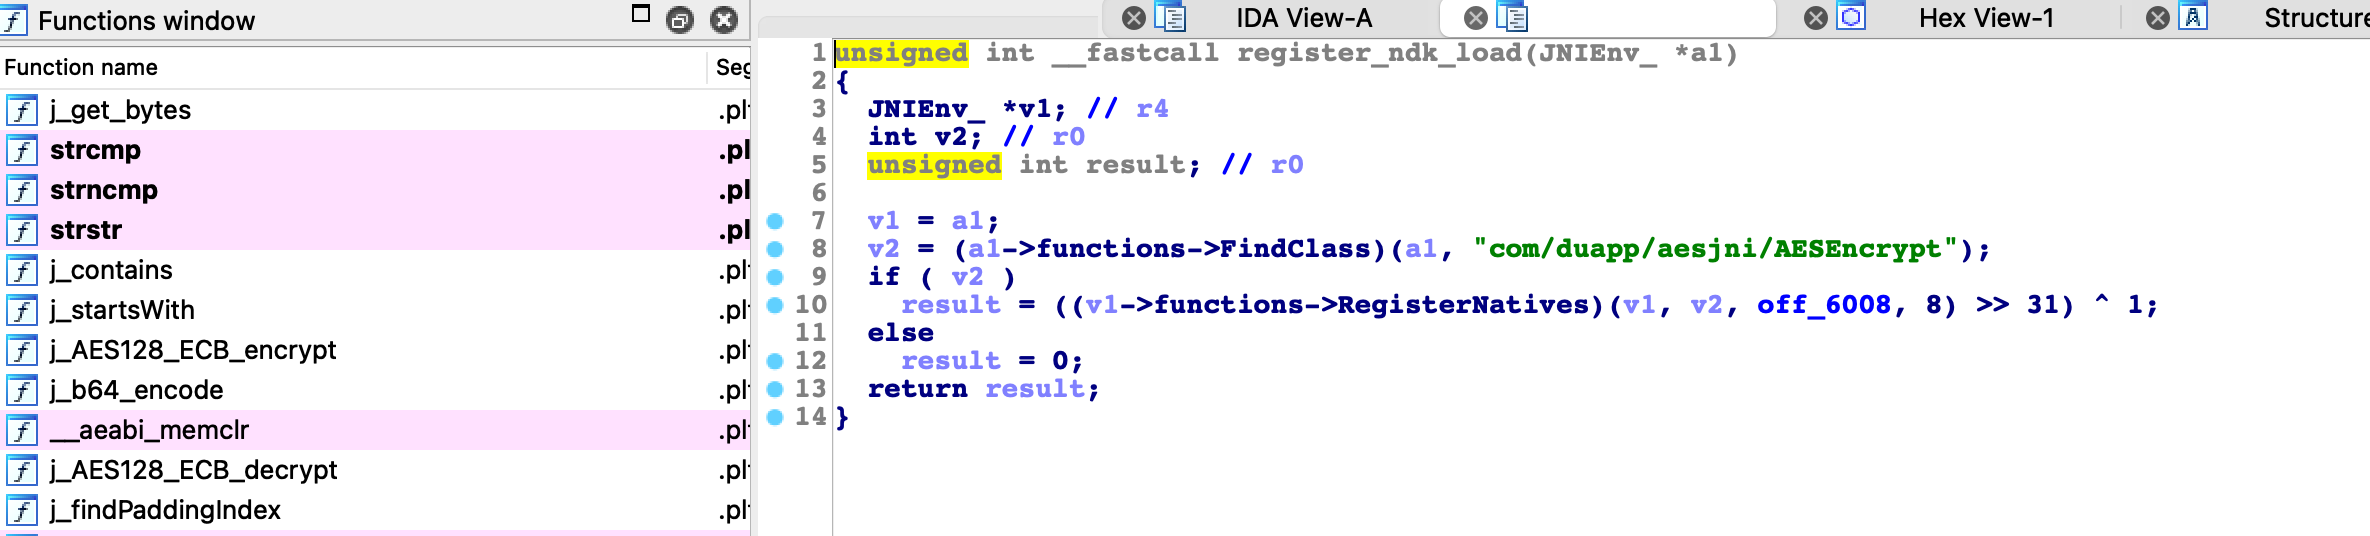 Functions window
IDA View-A
Hex View-1
Structure
Function name
Seg
j_get_bytes .pl
strcmp .pl
strncmp .pl
strstr .pl
j_contains .pl
j_startsWith .pl
j_AES128_ECB_encrypt .pl
j_b64_encode .pl
__aeabi_memclr .pl
j_AES128_ECB_decrypt .pl
j_findPaddingIndex .pl
1 unsigned int __fastcall register_ndk_load(JNIEnv_ *a1)
2 {
3 JNIEnv_ *v1; // r4
4 int v2; // r0
5 unsigned int result; // r0
6
7 v1 = a1;
8 v2 = (a1->functions->FindClass)(a1, "com/duapp/aesjni/AESEncrypt");
9 if ( v2 )
10 result = ((v1->functions->RegisterNatives)(v1, v2, off_6008, 8) >> 31) ^ 1;
11 else
12 result = 0;
13 return result;
14 }